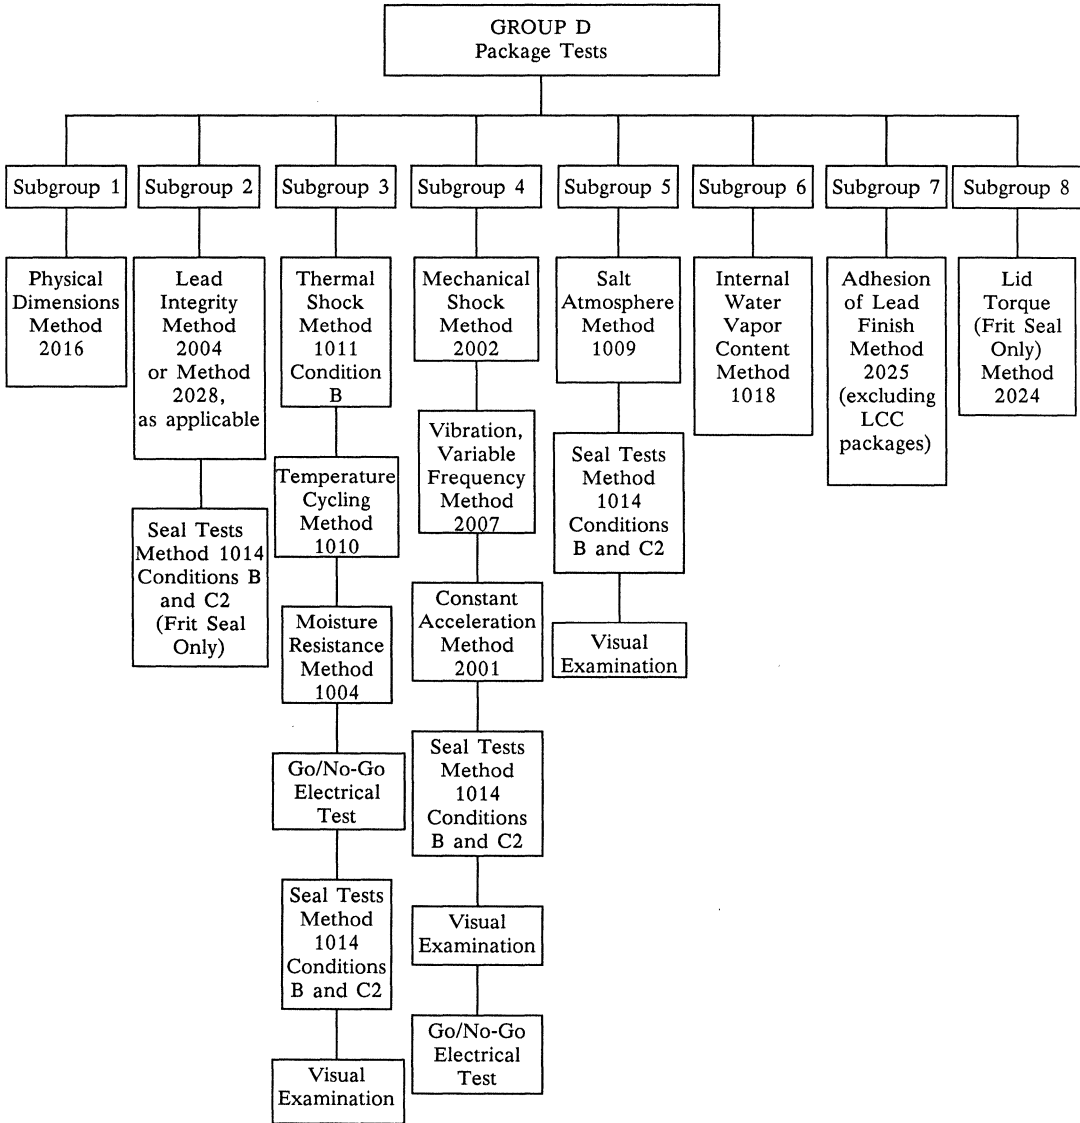 GROUP D
Package Tests
Subgroup 1
Subgroup 2
Subgroup 3
Subgroup 4
Subgroup 5
Subgroup 6
Subgroup 7
Subgroup 8
Physical
Dimensions
Method
2016
Lead
Integrity
Method
2004
or Method
2028,
as applicable
Seal Tests
Method 1014
Conditions B
and C2
(Frit Seal
Only)
Thermal
Shock
Method
1011
Condition
B
Temperature
Cycling
Method
1010
Moisture
Resistance
Method
1004
Go/No-Go
Electrical
Test
Seal Tests
Method
1014
Conditions
B and C2
Visual
Examination
Mechanical
Shock
Method
2002
Vibration,
Variable
Frequency
Method
2007
Constant
Acceleration
Method
2001
Seal Tests
Method
1014
Conditions
B and C2
Visual
Examination
Go/No-Go
Electrical
Test
Salt
Atmosphere
Method
1009
Seal Tests
Method
1014
Conditions
B and C2
Visual
Examination
Internal
Water
Vapor
Content
Method
1018
Adhesion
of Lead
Finish
Method
2025
(excluding
LCC
packages)
Lid
Torque
(Frit Seal
Only)
Method
2024